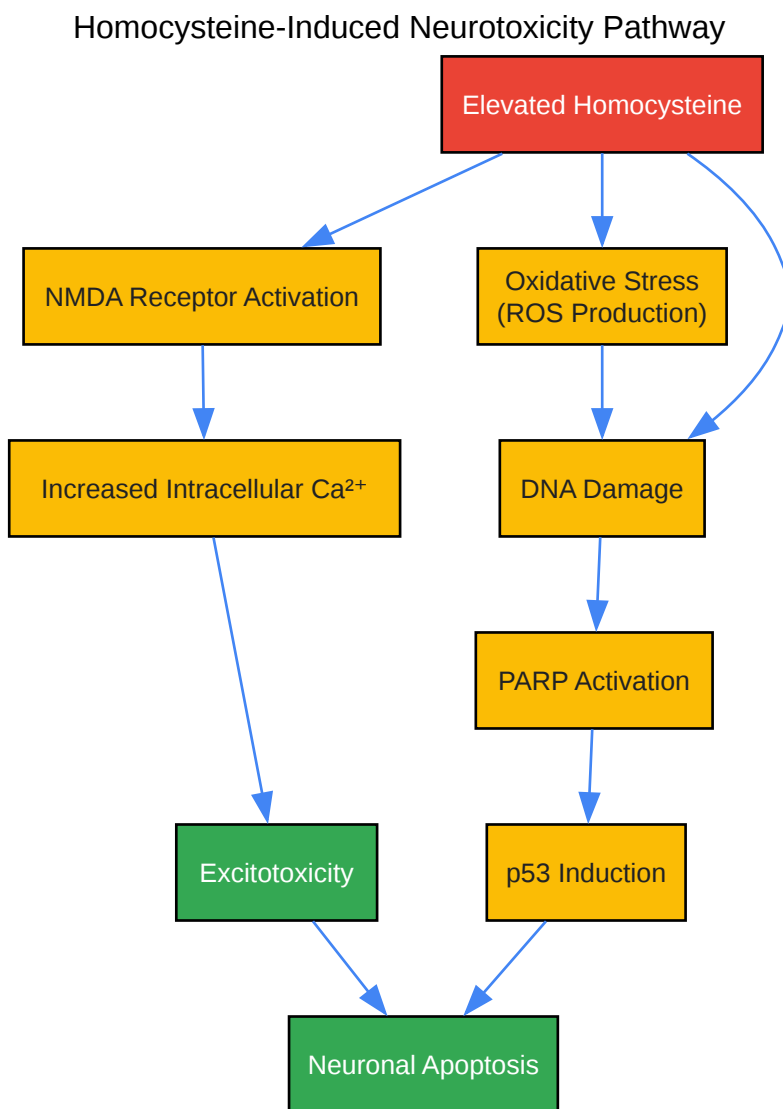 Homocysteine-Induced Neurotoxicity Pathway
Elevated Homocysteine
NMDA Receptor Activation
Oxidative Stress
(ROS Production)
Increased Intracellular Ca²⁺
DNA Damage
PARP Activation
Excitotoxicity
p53 Induction
Neuronal Apoptosis